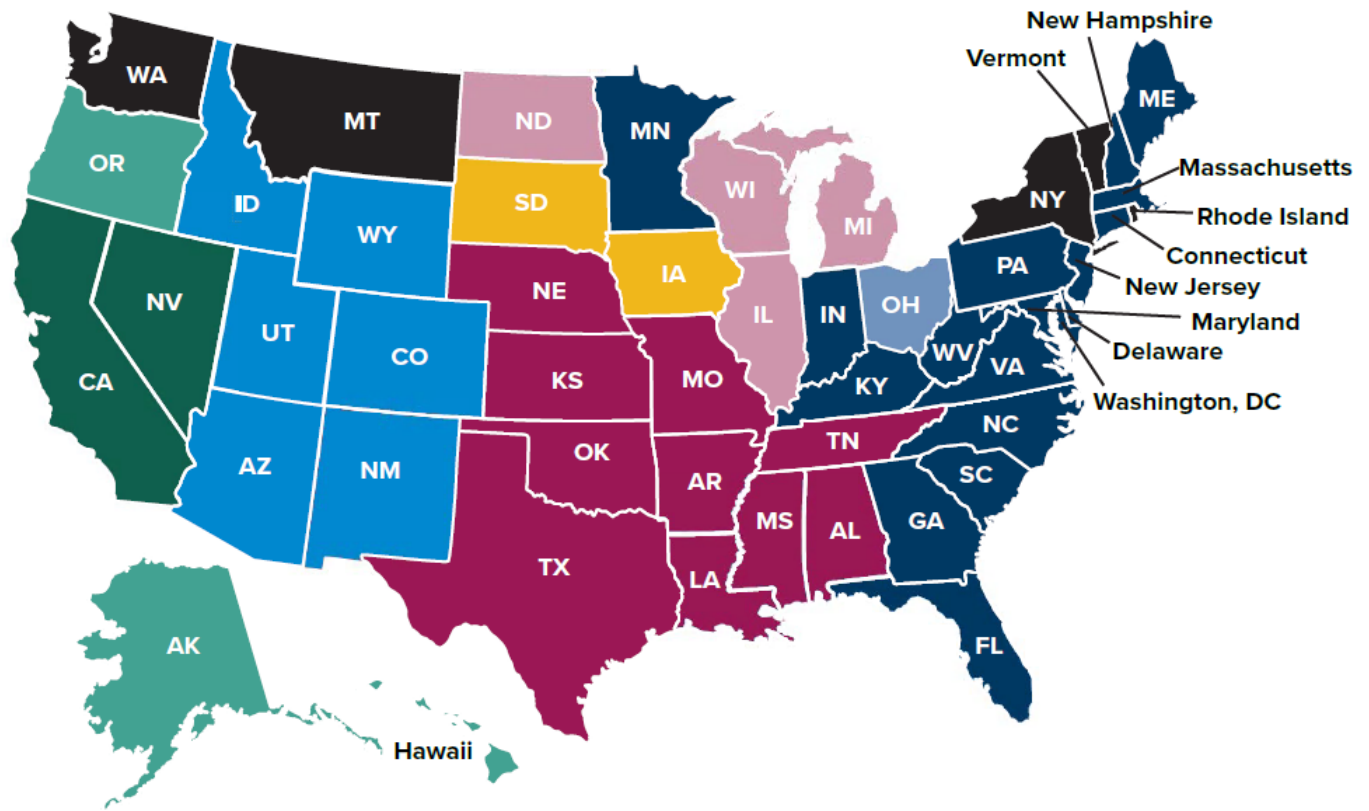 New Hampshire
Vermont
WA
MT
ND
MN
ME
OR
ID
SD
WI
MI
NY
Massachusetts
Rhode Island
Connecticut
WY
NE
IA
PA
New Jersey
NV
UT
CO
IL
IN
OH
Maryland
Delaware
CA
KS
MO
KY
WV
VA
Washington, DC
AZ
NM
OK
AR
TN
NC
SC
TX
LA
MS
AL
GA
FL
AK
Hawaii